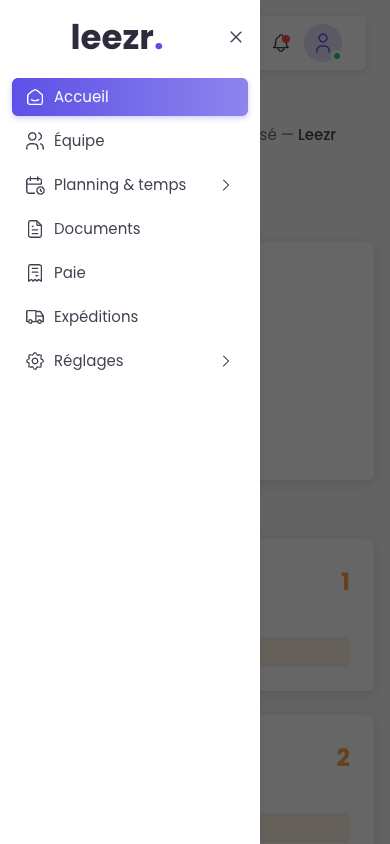 leezr.
Accueil
Équipe
Planning & temps
Documents
Paie
Expéditions
Réglages
sé — Leezr
1
2